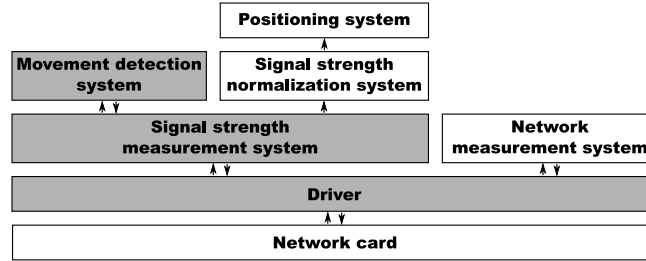 Positioning system
Movement detection
system
Signal strength
normalization system
Signal strength
measurement system
Network
measurement system
Driver
Network card